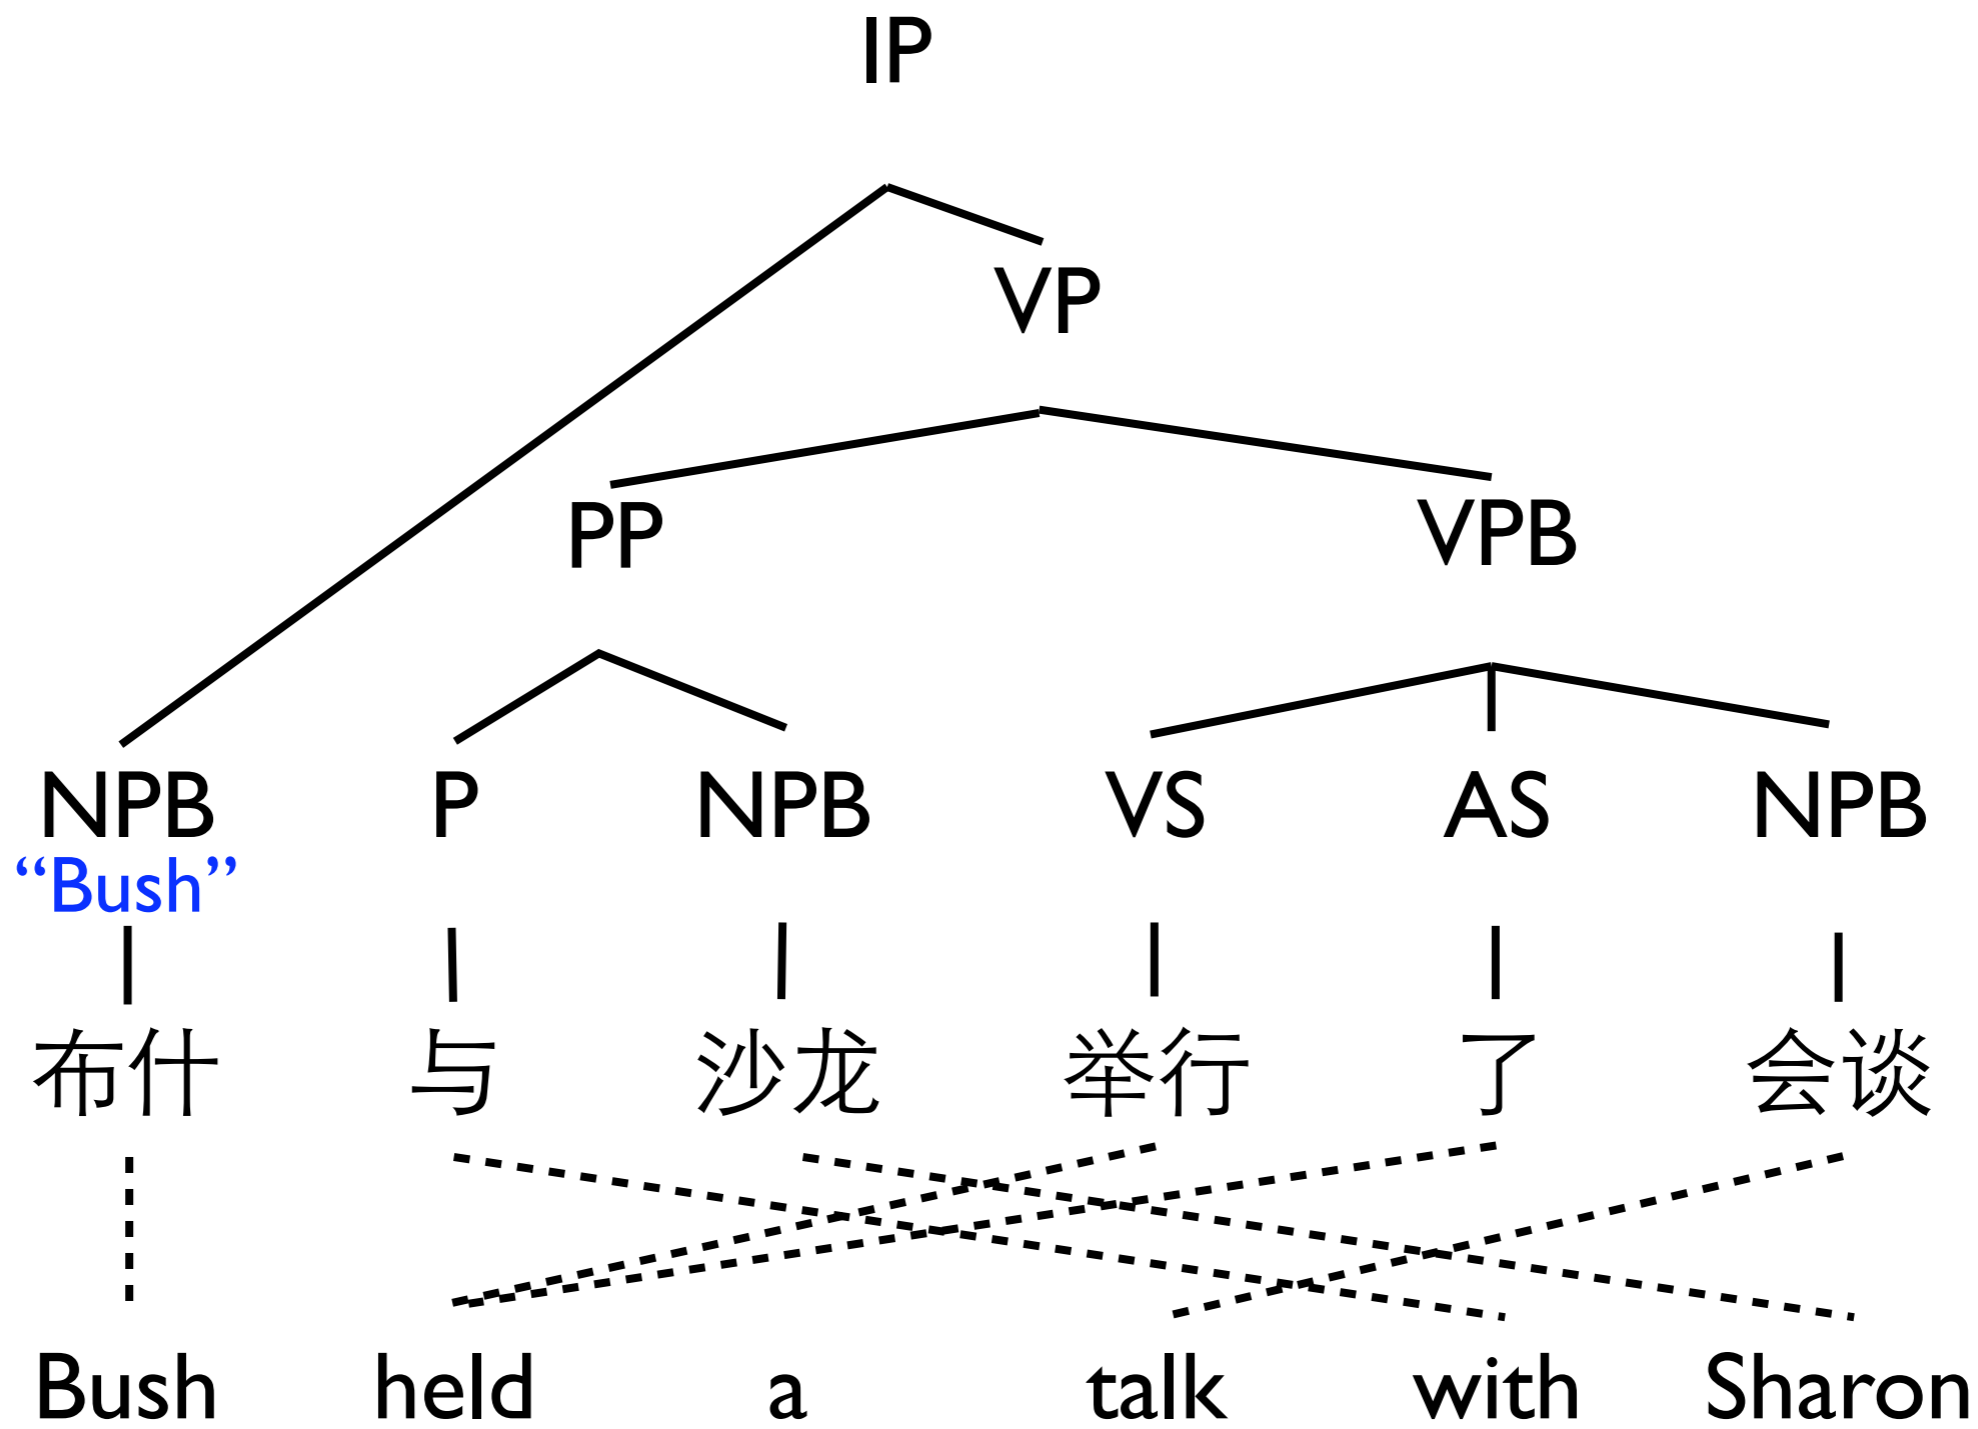 IP
VP
PP VPB
NPB P NPB VS AS NPB
“Bush”
布什 与 沙龙 举行 了 会谈
Bush held a talk with Sharon